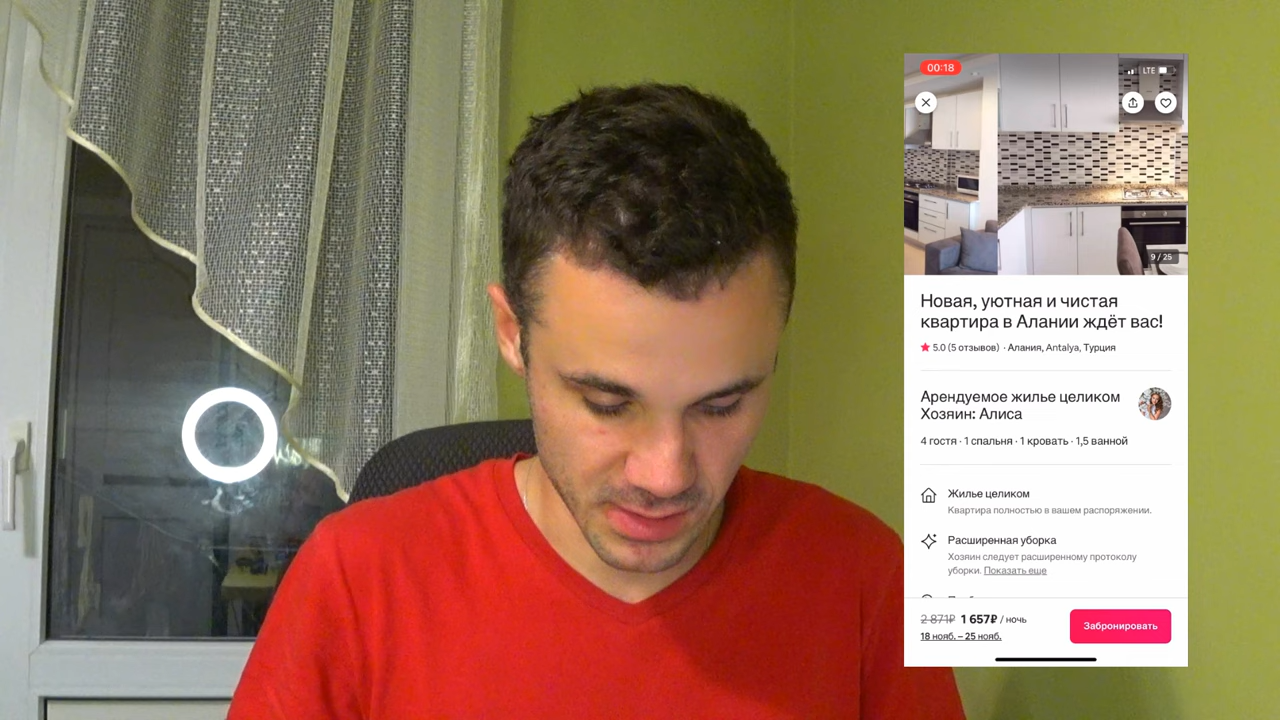 00:18
LTE
9 / 25
Новая, уютная и чистая
квартира в Алании ждёт вас!
5.0 (5 отзывов) · Алания, Antalya, Турция
Арендуемое жилье целиком
Хозяин: Алиса
4 гостя · 1 спальня · 1 кровать · 1,5 ванной
Жилье целиком
Квартира полностью в вашем распоряжении.
Расширенная уборка
Хозяин следует расширенному протоколу
уборки. Показать еще
2 871₽ 1 657₽ / ночь
18 нояб. – 25 нояб.
Забронировать